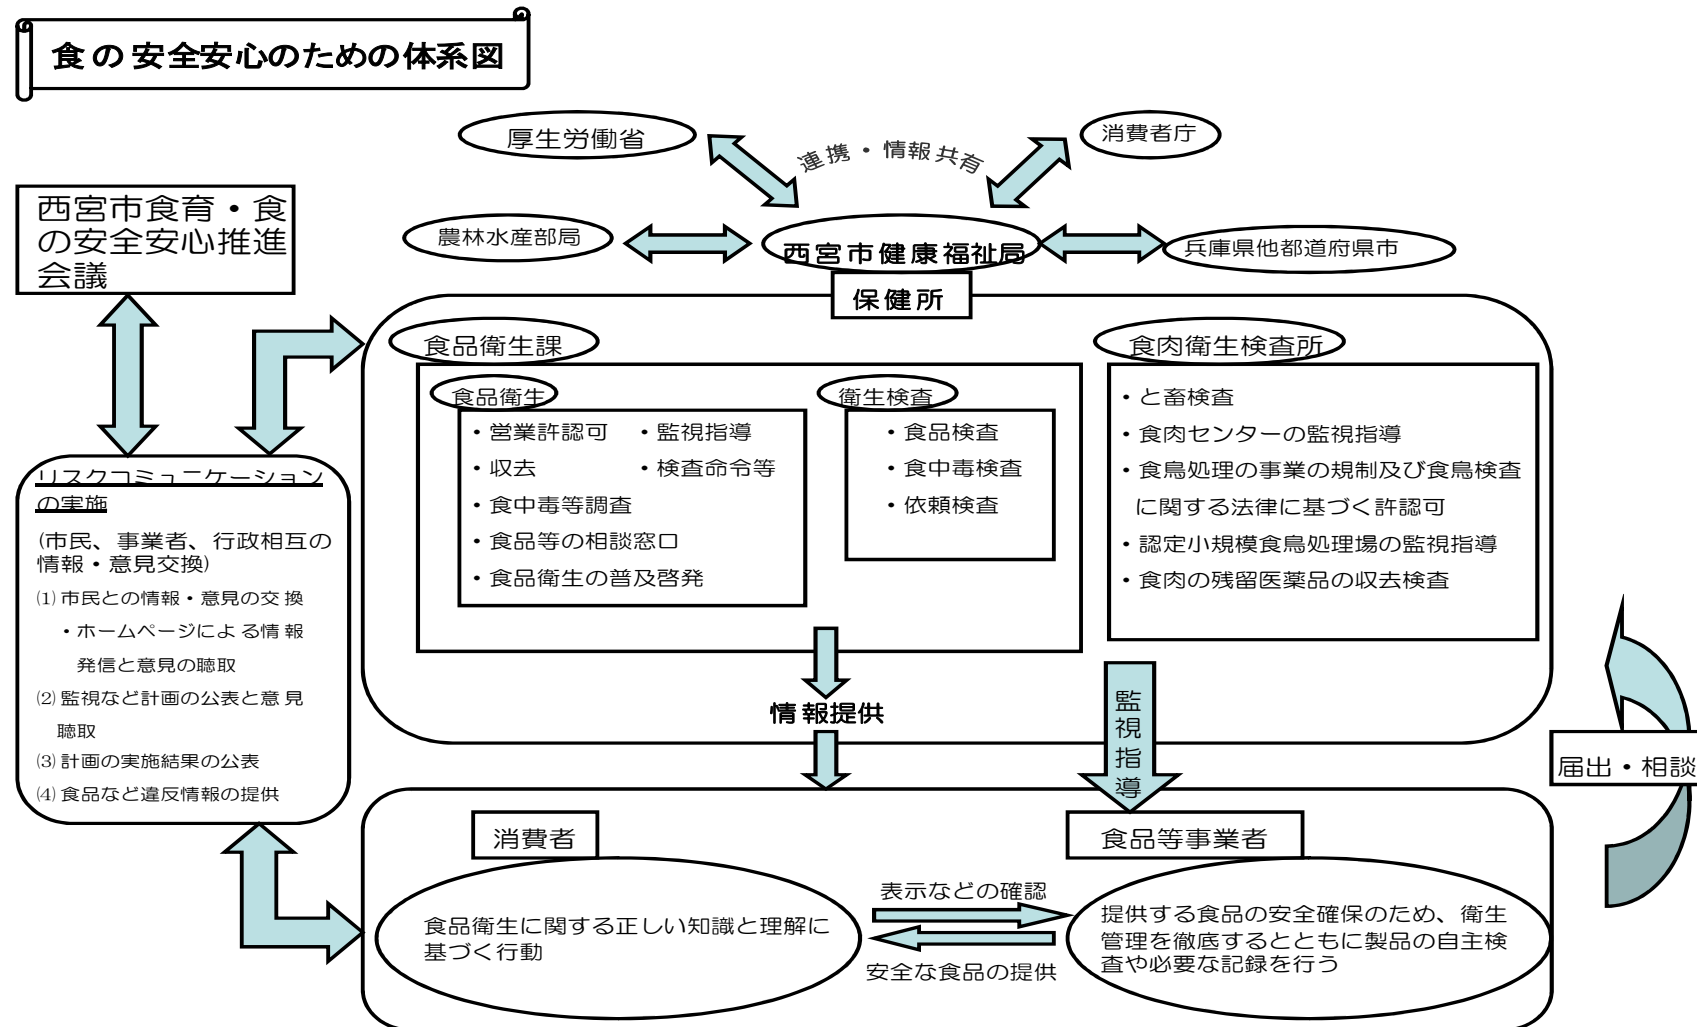 食の安全安心のための体系図
厚生労働省
連携・情報共有
消費者庁
農林水産部局
西宮市健康福祉局
兵庫県他都道府県市
西宮市食育・食
の安全安心推進
会議
保健所
食品衛生課
食品衛生
・営業許認可 ・監視指導
・収去 ・検査命令等
・食中毒等調査
・食品等の相談窓口
・食品衛生の普及啓発
衛生検査
・食品検査
・食中毒検査
・依頼検査
食肉衛生検査所
・と畜検査
・食肉センターの監視指導
・食鳥処理の事業の規制及び食鳥検査
に関する法律に基づく許認可
・認定小規模食鳥処理場の監視指導
・食肉の残留医薬品の収去検査
リスクコミュニケーション
の実施
(市民、事業者、行政相互の
情報・意見交換)
⑴ 市民との情報・意見の交換
・ホームページによる情報
発信と意見の聴取
⑵ 監視など計画の公表と意見
聴取
⑶ 計画の実施結果の公表
⑷ 食品など違反情報の提供
情報提供
監視指導
届出・相談
消費者
食品衛生に関する正しい知識と理解に
基づく行動
表示などの確認
安全な食品の提供
食品等事業者
提供する食品の安全確保のため、衛生
管理を徹底するとともに製品の自主検
査や必要な記録を行う